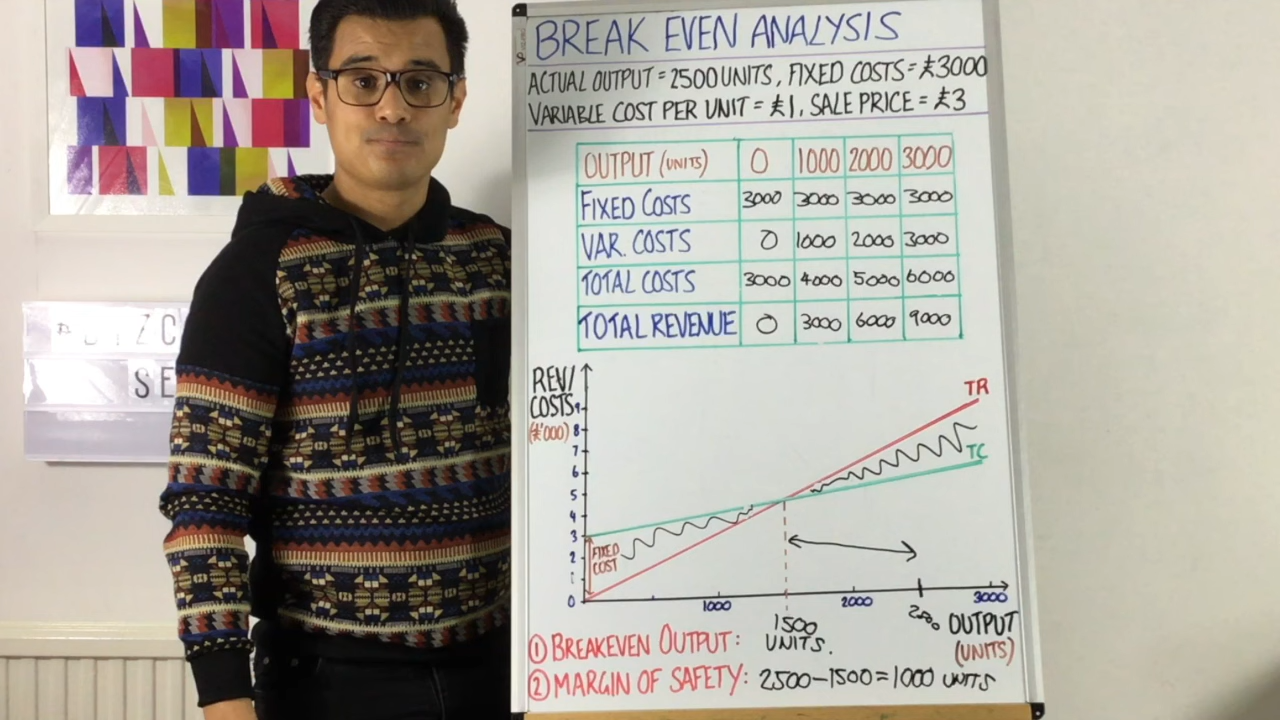 BREAK EVEN ANALYSIS
ACTUAL OUTPUT = 2500 UNITS, FIXED COSTS = £3000
VARIABLE COST PER UNIT = £1, SALE PRICE = £3
OUTPUT (UNITS) 0 1000 2000 3000
FIXED COSTS 3000 3000 3000 3000
VAR. COSTS 0 1000 2000 3000
TOTAL COSTS 3000 4000 5000 6000
TOTAL REVENUE 0 3000 6000 9000
REV/
COSTS
(£'000)
9
8
7
6
5
4
3
2
1
0
TR
TC
FIXED
COST
1000 2000 3000
1500
UNITS.
OUTPUT
(UNITS)
① BREAKEVEN OUTPUT:
② MARGIN OF SAFETY: 2500-1500=1000 UNITS
ZC
SE